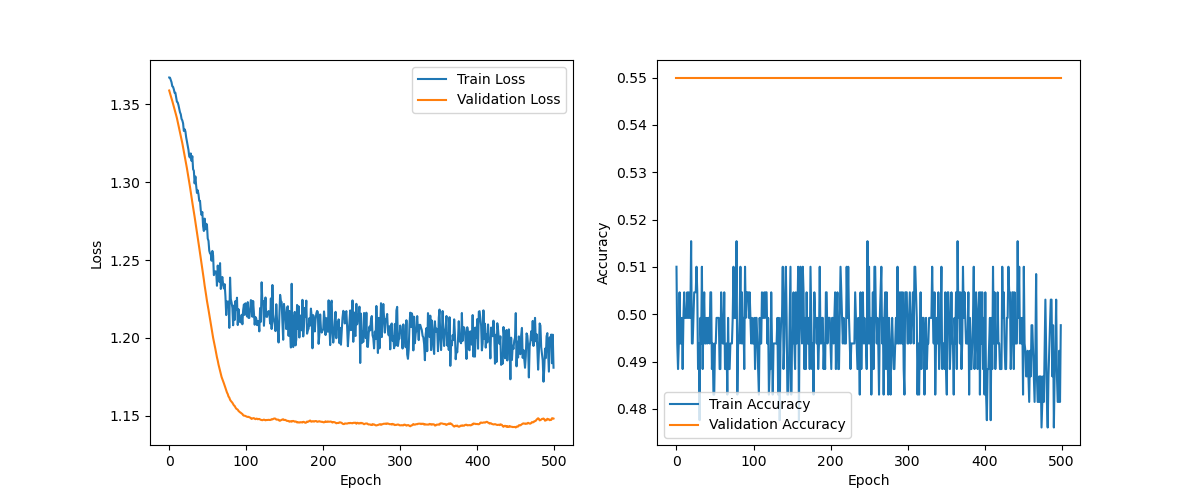 Train Loss
Validation Loss
Loss
1.35
1.30
1.25
1.20
1.15
0 100 200 300 400 500
Epoch
Accuracy
0.55
0.54
0.53
0.52
0.51
0.50
0.49
0.48
Train Accuracy
Validation Accuracy
0 100 200 300 400 500
Epoch